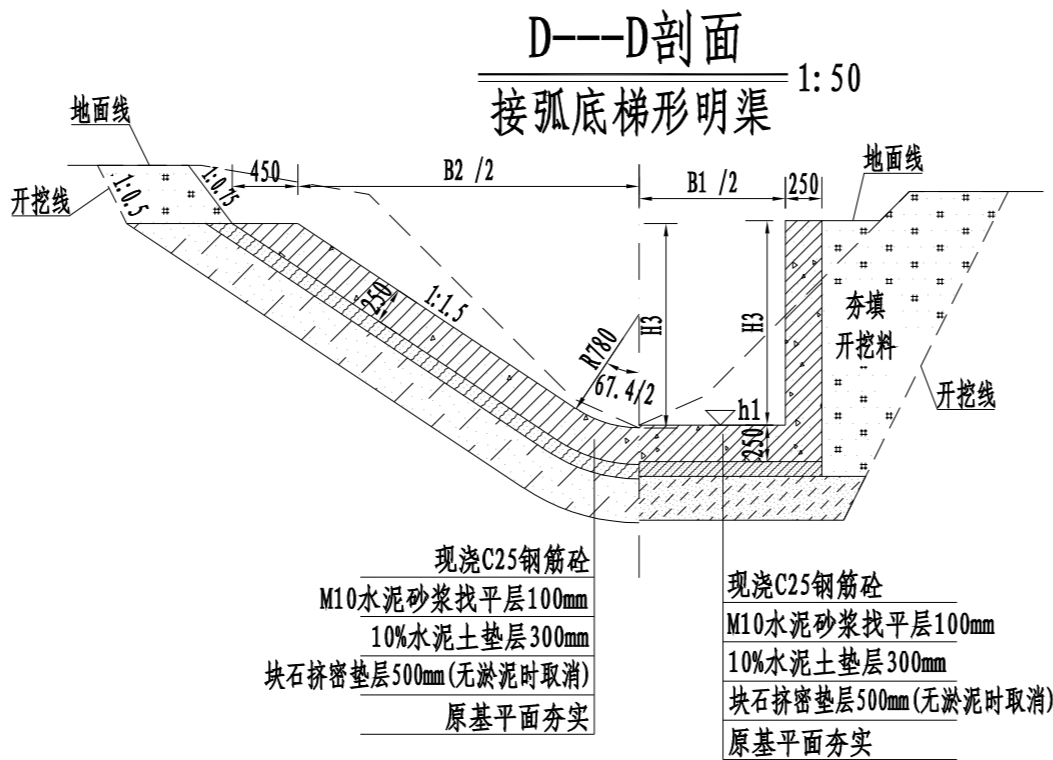 D---D剖面
1:50
接弧底梯形明渠
地面线
地面线
开挖线
1:0.5
1:0.75
450
B2 /2
B1 /2
250
250
1:1.5
R780
67.4/2
H3
H3
h1
250
夯填
开挖料
开挖线
现浇C25钢筋砼
M10水泥砂浆找平层100mm
10%水泥土垫层300mm
块石挤密垫层500mm(无淤泥时取消)
原基平面夯实
现浇C25钢筋砼
M10水泥砂浆找平层100mm
10%水泥土垫层300mm
块石挤密垫层500mm(无淤泥时取消)
原基平面夯实